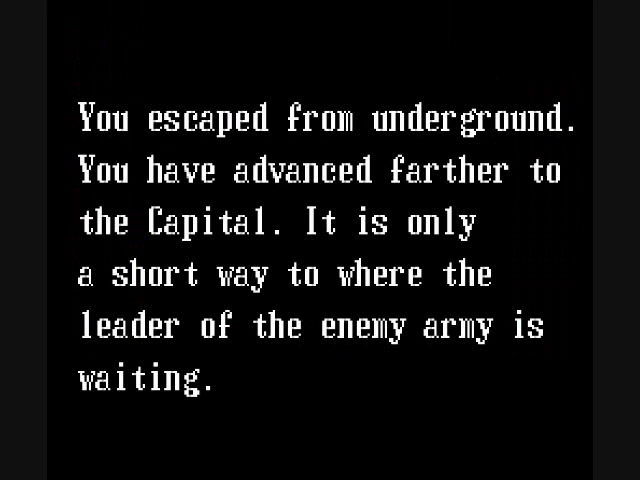 You escaped from underground.
You have advanced farther to
the Capital. It is only
a short way to where the
leader of the enemy army is
waiting.